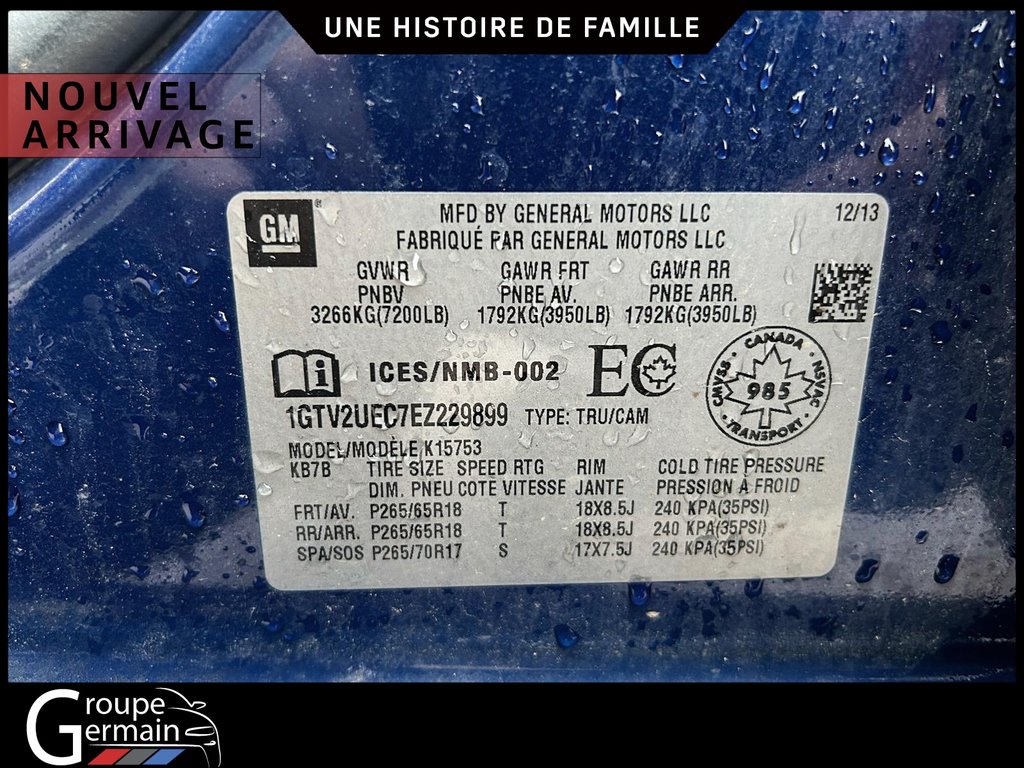 UNE HISTOIRE DE FAMILLE
NOUVEL
ARRIVAGE
GM
MFD BY GENERAL MOTORS LLC 12/13
FABRIQUÉ PAR GENERAL MOTORS LLC
GVWR GAWR FRT GAWR RR
PNBV PNBE AV. PNBE ARR.
3266KG(7200LB) 1792KG(3950LB) 1792KG(3950LB)
ICES/NMB-002 EC
CANADA
CMVSS 985 NSVAC
TRANSPORT
1GTV2UEC7EZ229899 TYPE: TRU/CAM
MODEL/MODÈLE K15753
KB7B TIRE SIZE SPEED RTG RIM COLD TIRE PRESSURE
DIM. PNEU COTE VITESSE JANTE PRESSION À FROID
FRT/AV. P265/65R18 T 18X8.5J 240 KPA(35PSI)
RR/ARR. P265/65R18 T 18X8.5J 240 KPA(35PSI)
SPA/SOS P265/70R17 S 17X7.5J 240 KPA(35PSI)
Groupe
Germain